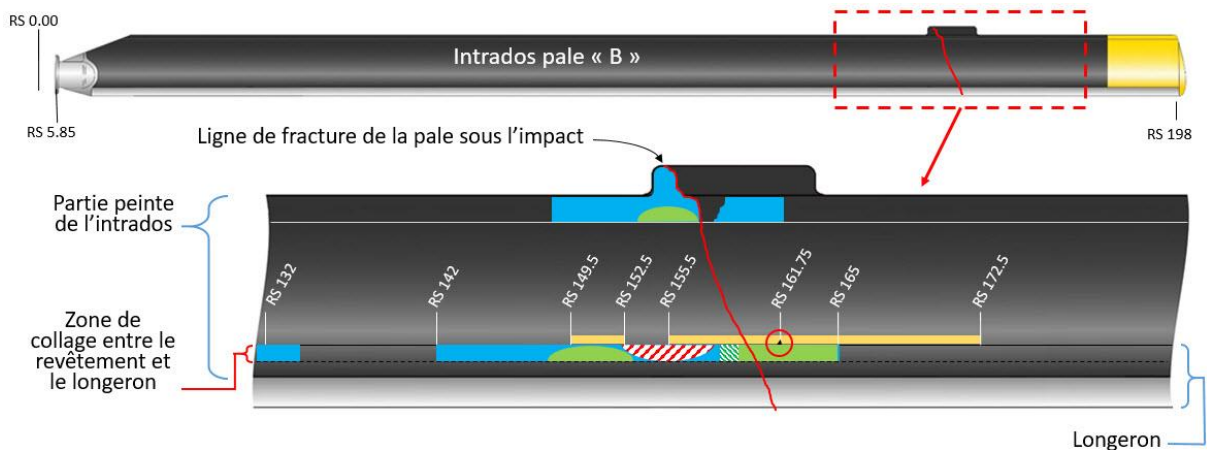 RS 0.00
Intrados pale « B »
RS 5.85
RS 198
Ligne de fracture de la pale sous l’impact
Partie peinte
de l’intrados
RS 132
RS 142
RS 149.5
RS 152.5
RS 155.5
RS 161.75
RS 165
RS 172.5
Zone de
collage entre le
revêtement et
le longeron
Longeron